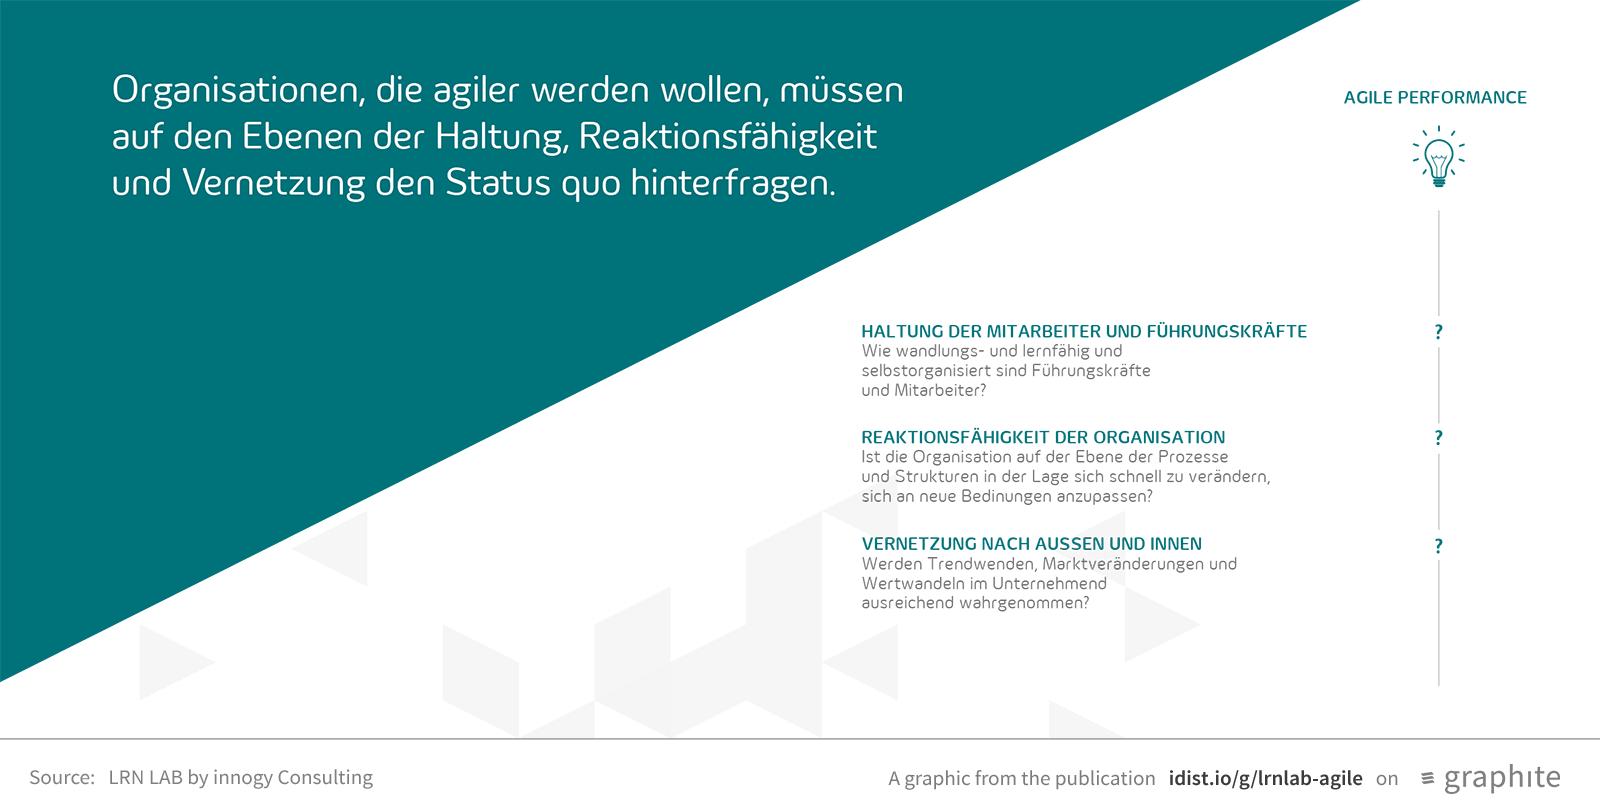 Organisationen, die agiler werden wollen, müssen
auf den Ebenen der Haltung, Reaktionsfähigkeit
und Vernetzung den Status quo hinterfragen.
AGILE PERFORMANCE
HALTUNG DER MITARBEITER UND FÜHRUNGSKRÄFTE ?
Wie wandlungs- und lernfähig und
selbstorganisiert sind Führungskräfte
und Mitarbeiter?
REAKTIONSFÄHIGKEIT DER ORGANISATION ?
Ist die Organisation auf der Ebene der Prozesse
und Strukturen in der Lage sich schnell zu verändern,
sich an neue Bedinungen anzupassen?
VERNETZUNG NACH AUSSEN UND INNEN ?
Werden Trendwenden, Marktveränderungen und
Wertwandeln im Unternehmend
ausreichend wahrgenommen?
Source: LRN LAB by innogy Consulting
A graphic from the publication idist.io/g/lrnlab-agile on graphite